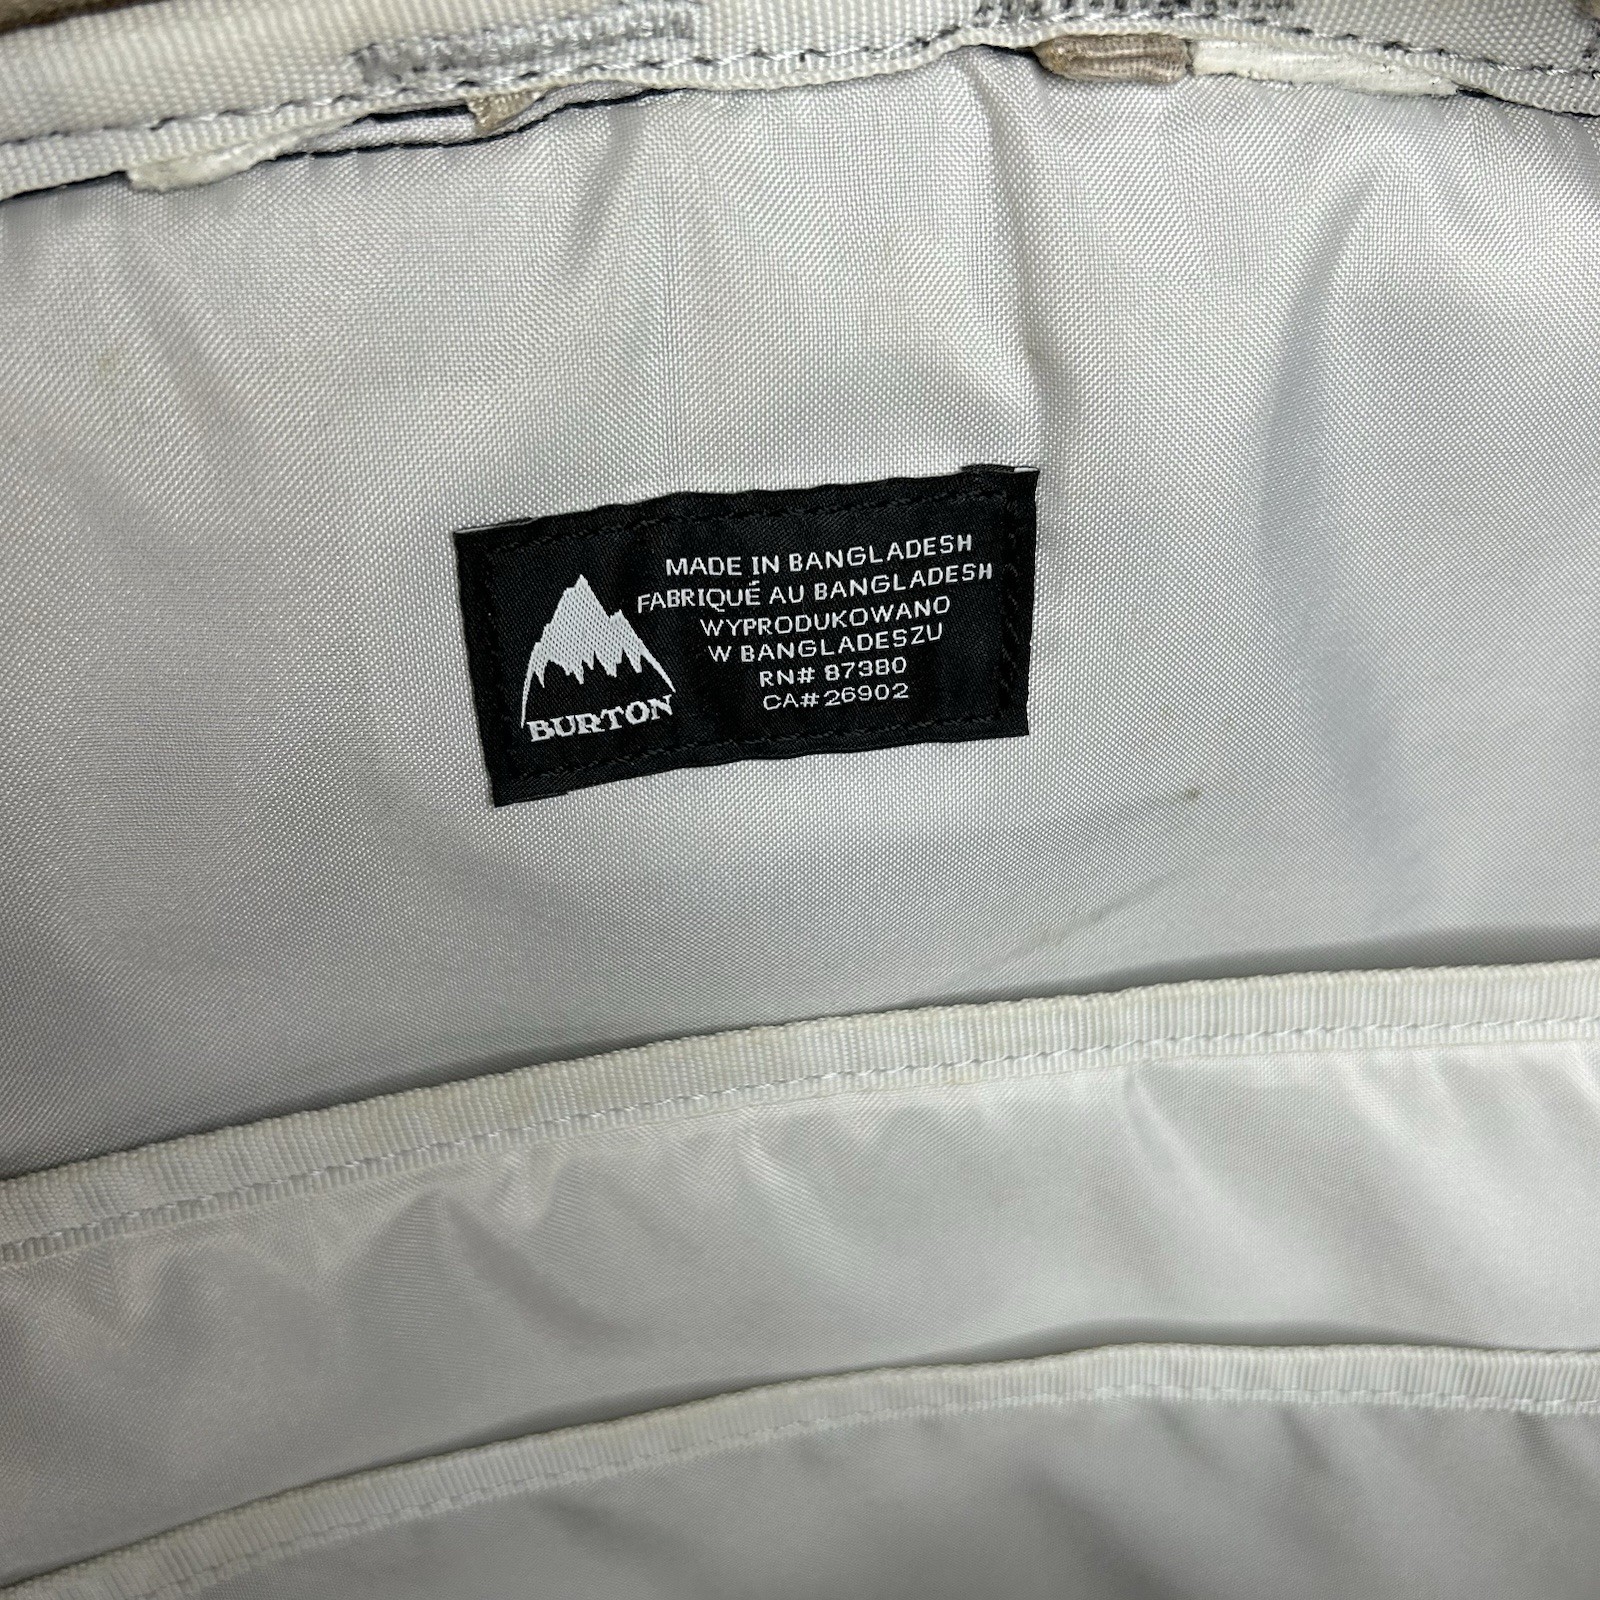 MADE IN BANGLADESH
FABRIQUÉ AU BANGLADESH
WYPRODUKOWANO
W BANGLADESZU
RN# 87380
CA# 26902
BURTON